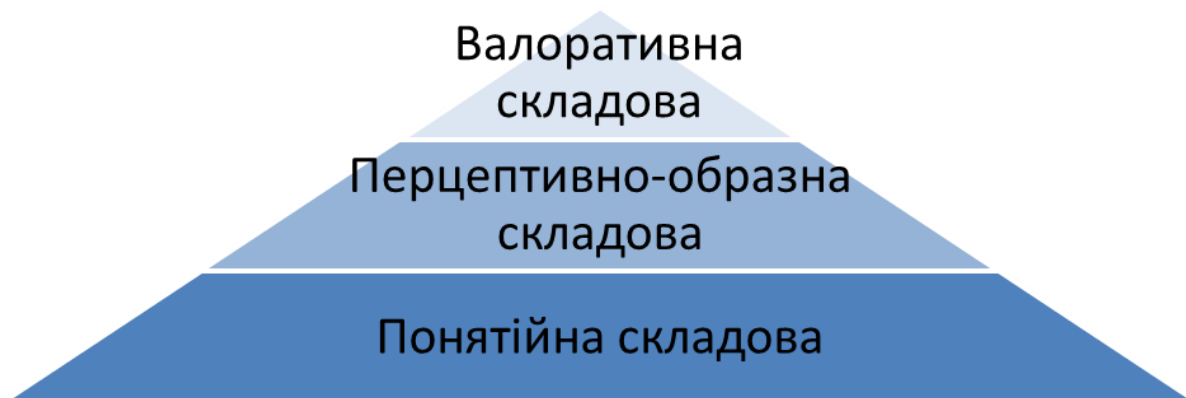 Валоративна
складова
Перцептивно-образна
складова
Понятійна складова